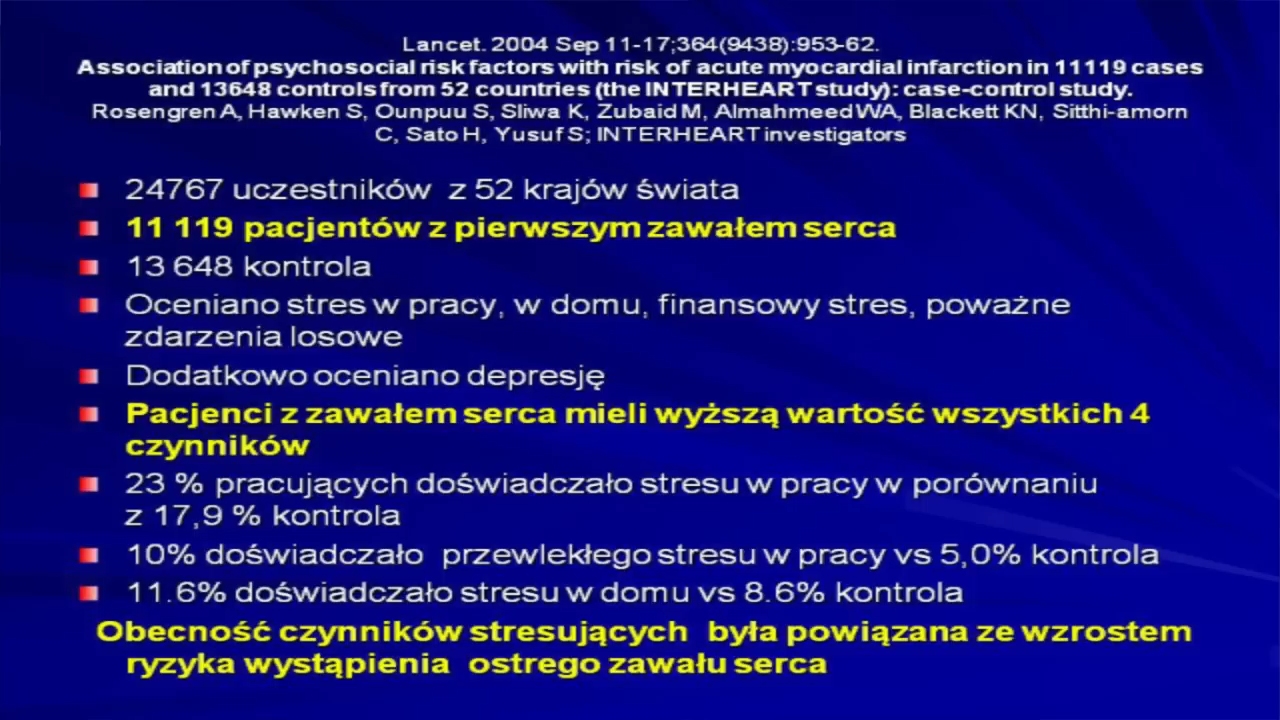 Lancet. 2004 Sep 11-17;364(9438):953-62.
Association of psychosocial risk factors with risk of acute myocardial infarction in 11119 cases
and 13648 controls from 52 countries (the INTERHEART study): case-control study.
Rosengren A, Hawken S, Ounpuu S, Sliwa K, Zubaid M, Almahmeed WA, Blackett KN, Sitthi-amorn
C, Sato H, Yusuf S; INTERHEART investigators
24767 uczestników z 52 krajów świata
11 119 pacjentów z pierwszym zawałem serca
13 648 kontrola
Oceniano stres w pracy, w domu, finansowy stres, poważne
zdarzenia losowe
Dodatkowo oceniano depresję
Pacjenci z zawałem serca mieli wyższą wartość wszystkich 4
czynników
23 % pracujących doświadczało stresu w pracy w porównaniu
z 17,9 % kontrola
10% doświadczało przewlekłego stresu w pracy vs 5,0% kontrola
11.6% doświadczało stresu w domu vs 8.6% kontrola
Obecność czynników stresujących była powiązana ze wzrostem
ryzyka wystąpienia ostrego zawału serca